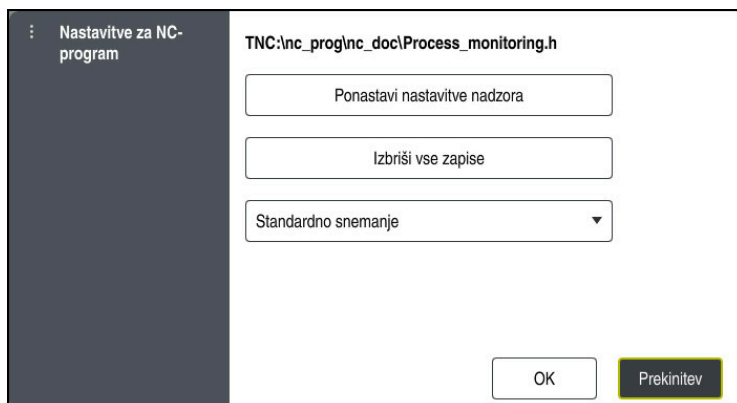 Nastavitve za NC-
program
TNC:\nc_prog\nc_doc\Process_monitoring.h
Ponastavi nastavitve nadzora
Izbriši vse zapise
Standardno snemanje
OK
Prekinitev